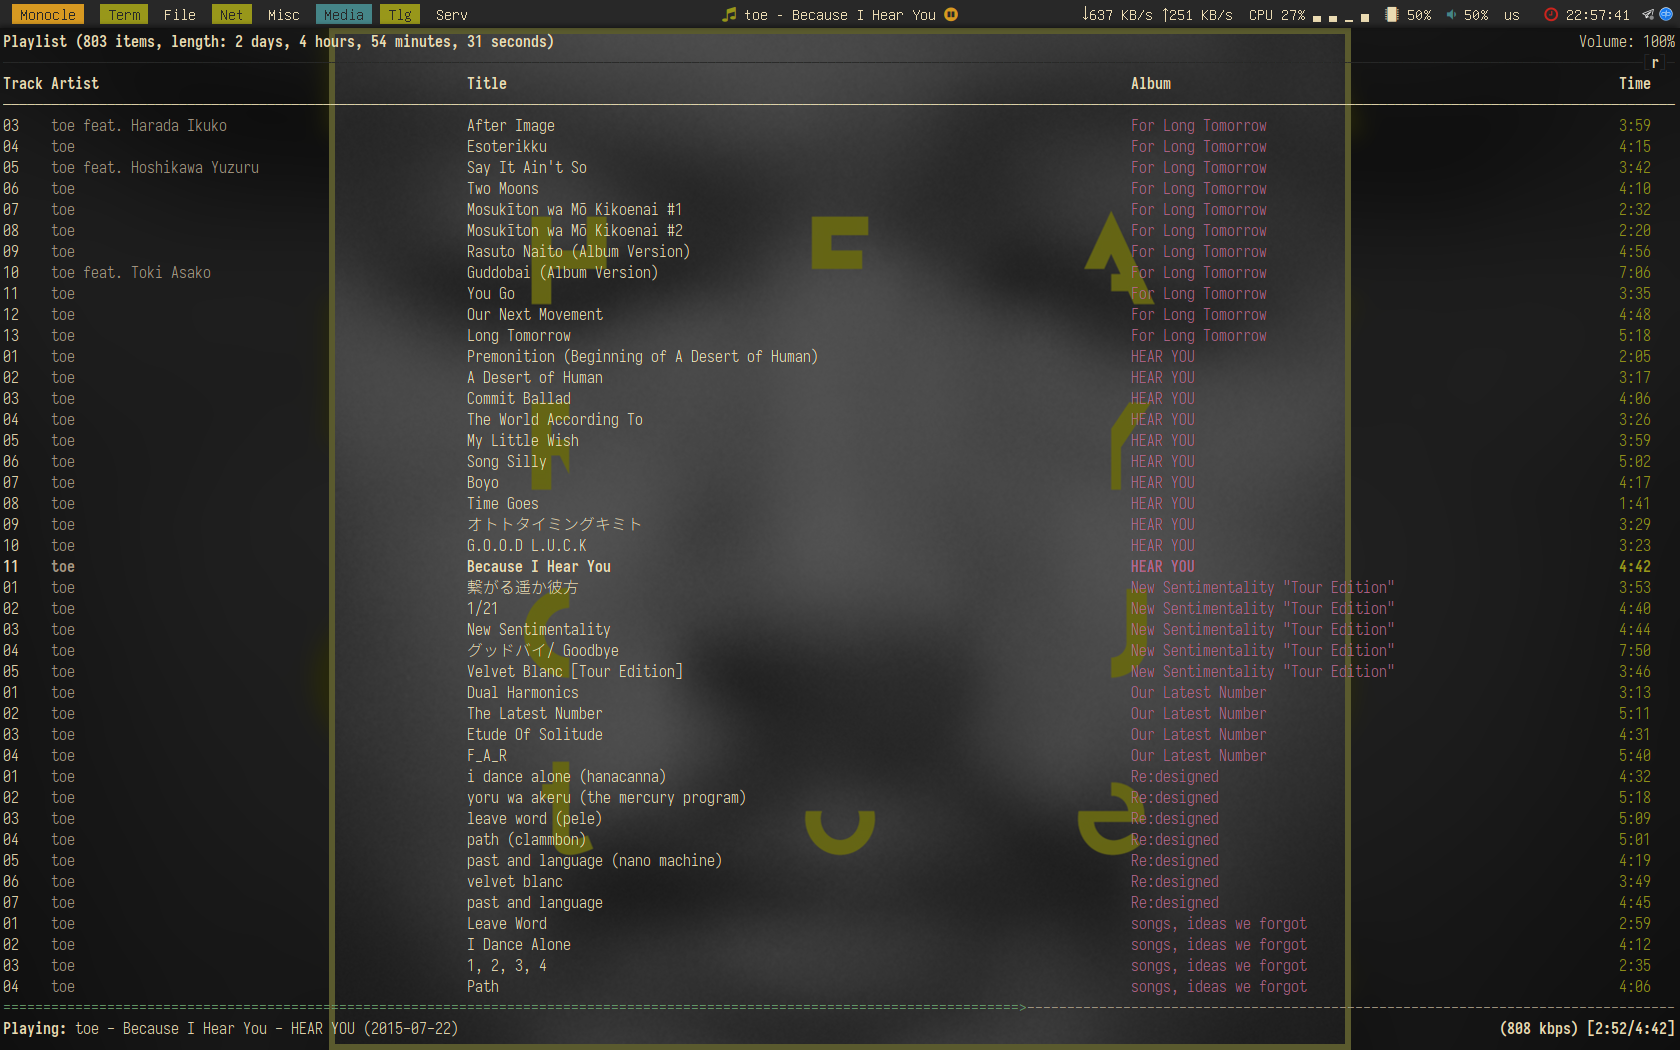 Monocle Term File Net Misc Media Tlg Serv toe - Because I Hear You ↓637 KB/s ↑251 KB/s CPU 27% 50% 50% us 22:57:41
Playlist (803 items, length: 2 days, 4 hours, 54 minutes, 31 seconds) Volume: 100%
[r]
Track Artist Title Album Time
03 toe feat. Harada Ikuko After Image For Long Tomorrow 3:59
04 toe Esoterikku For Long Tomorrow 4:15
05 toe feat. Hoshikawa Yuzuru Say It Ain't So For Long Tomorrow 3:42
06 toe Two Moons For Long Tomorrow 4:10
07 toe Mosukīton wa Mō Kikoenai #1 For Long Tomorrow 2:32
08 toe Mosukīton wa Mō Kikoenai #2 For Long Tomorrow 2:20
09 toe Rasuto Naito (Album Version) For Long Tomorrow 4:56
10 toe feat. Toki Asako Guddobai (Album Version) For Long Tomorrow 7:06
11 toe You Go For Long Tomorrow 3:35
12 toe Our Next Movement For Long Tomorrow 4:48
13 toe Long Tomorrow For Long Tomorrow 5:18
01 toe Premonition (Beginning of A Desert of Human) HEAR YOU 2:05
02 toe A Desert of Human HEAR YOU 3:17
03 toe Commit Ballad HEAR YOU 4:06
04 toe The World According To HEAR YOU 3:26
05 toe My Little Wish HEAR YOU 3:59
06 toe Song Silly HEAR YOU 5:02
07 toe Boyo HEAR YOU 4:17
08 toe Time Goes HEAR YOU 1:41
09 toe オトトタイミングキミト HEAR YOU 3:29
10 toe G.O.O.D L.U.C.K HEAR YOU 3:23
11 toe Because I Hear You HEAR YOU 4:42
01 toe 繋がる遥か彼方 New Sentimentality "Tour Edition" 3:53
02 toe 1/21 New Sentimentality "Tour Edition" 4:40
03 toe New Sentimentality New Sentimentality "Tour Edition" 4:44
04 toe グッドバイ/ Goodbye New Sentimentality "Tour Edition" 7:50
05 toe Velvet Blanc [Tour Edition] New Sentimentality "Tour Edition" 3:46
01 toe Dual Harmonics Our Latest Number 3:13
02 toe The Latest Number Our Latest Number 5:11
03 toe Etude Of Solitude Our Latest Number 4:31
04 toe F_A_R Our Latest Number 5:40
01 toe i dance alone (hanacanna) Re:designed 4:32
02 toe yoru wa akeru (the mercury program) Re:designed 5:18
03 toe leave word (pele) Re:designed 5:09
04 toe path (clammbon) Re:designed 5:01
05 toe past and language (nano machine) Re:designed 4:19
06 toe velvet blanc Re:designed 3:49
07 toe past and language Re:designed 4:45
01 toe Leave Word songs, ideas we forgot 2:59
02 toe I Dance Alone songs, ideas we forgot 4:12
03 toe 1, 2, 3, 4 songs, ideas we forgot 2:35
04 toe Path songs, ideas we forgot 4:06
Playing: toe - Because I Hear You - HEAR YOU (2015-07-22) (808 kbps) [2:52/4:42]